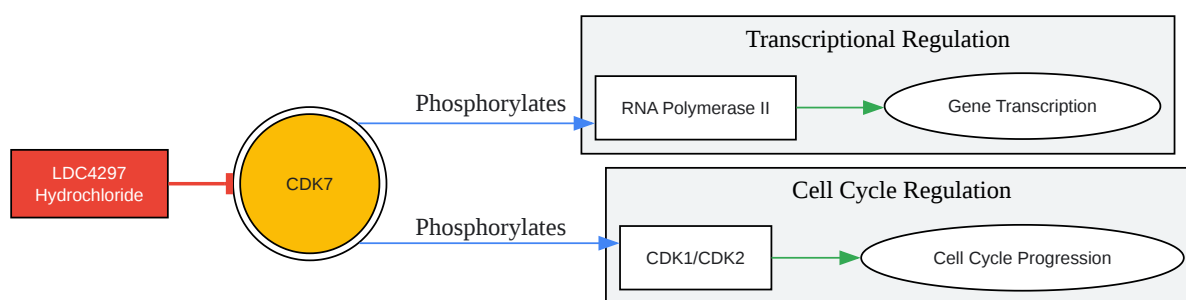 LDC4297
Hydrochloride
CDK7
Phosphorylates
Phosphorylates
Transcriptional Regulation
RNA Polymerase II
Gene Transcription
Cell Cycle Regulation
CDK1/CDK2
Cell Cycle Progression